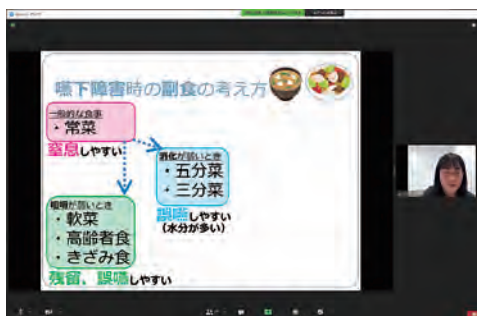 嚥下障害時の副食の考え方
一般的な食事
・常菜
窒息しやすい
消化が弱いとき
・五分菜
・三分菜
誤嚥しやすい
(水分が多い)
咀嚼が弱いとき
・軟菜
・高齢者食
・きざみ食
残留、誤嚥しやすい